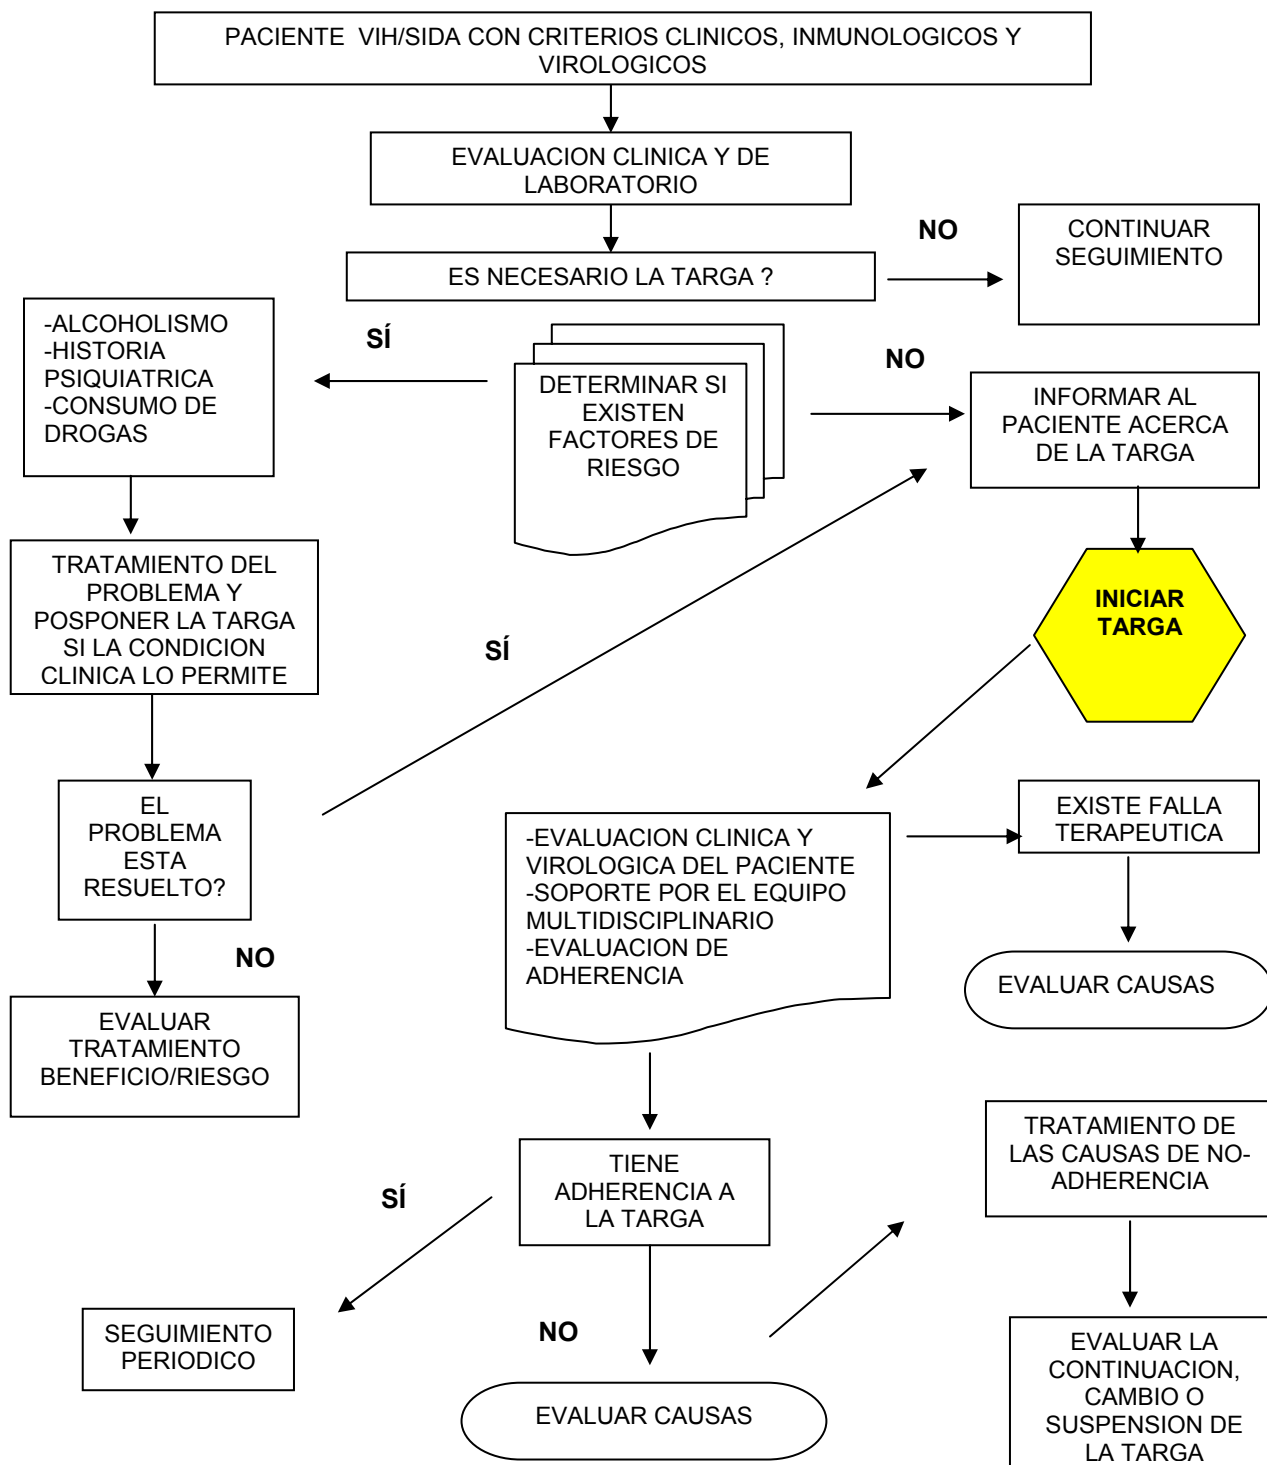 PACIENTE VIH/SIDA CON CRITERIOS CLINICOS, INMUNOLOGICOS Y
VIROLOGICOS
EVALUACION CLINICA Y DE
LABORATORIO
ES NECESARIO LA TARGA ?
NO
CONTINUAR
SEGUIMIENTO
-ALCOHOLISMO
-HISTORIA
PSIQUIATRICA
-CONSUMO DE
DROGAS
SÍ
DETERMINAR SI
EXISTEN
FACTORES DE
RIESGO
NO
INFORMAR AL
PACIENTE ACERCA
DE LA TARGA
TRATAMIENTO DEL
PROBLEMA Y
POSPONER LA TARGA
SI LA CONDICION
CLINICA LO PERMITE
SÍ
INICIAR
TARGA
EL
PROBLEMA
ESTA
RESUELTO?
NO
EVALUAR
TRATAMIENTO
BENEFICIO/RIESGO
-EVALUACION CLINICA Y
VIROLOGICA DEL PACIENTE
-SOPORTE POR EL EQUIPO
MULTIDISCIPLINARIO
-EVALUACION DE
ADHERENCIA
EXISTE FALLA
TERAPEUTICA
EVALUAR CAUSAS
TIENE
ADHERENCIA A
LA TARGA
SÍ
SEGUIMIENTO
PERIODICO
NO
EVALUAR CAUSAS
TRATAMIENTO DE
LAS CAUSAS DE NO-
ADHERENCIA
EVALUAR LA
CONTINUACION,
CAMBIO O
SUSPENSION DE
LA TARGA